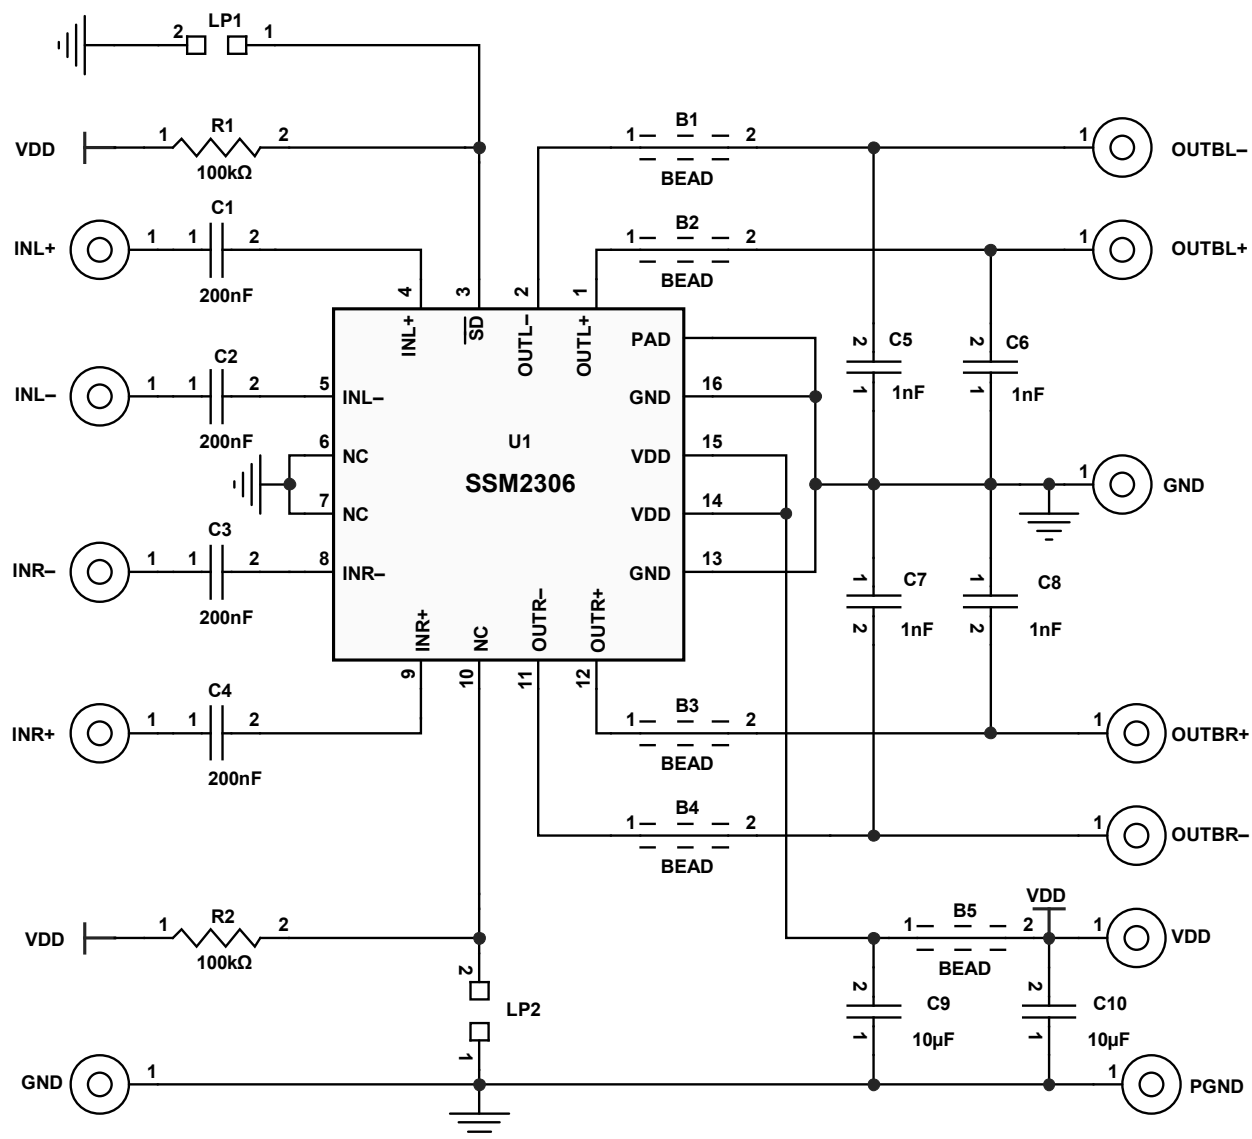 LP1
2 1
R1
VDD 1 2
100kΩ
C1
INL+ 1 1 2
200nF
C2
INL– 1 1 2 5 INL–
200nF
6 NC
7 NC
C3
INR– 1 1 2 8 INR–
200nF
C4
INR+ 1 1 2
200nF
4 3 2 1
INL+ SD OUTL– OUTL+
U1
SSM2306
PAD
GND 16
VDD 15
VDD 14
GND 13
INR+ NC OUTR– OUTR+
9 10 11 12
B1
1 2 1 OUTBL–
BEAD
B2
1 2 1 OUTBL+
BEAD
2 C5 2 C6
1 1nF 1 1nF
1 GND
1 C7 1 C8
2 1nF 2 1nF
B3
1 2 1 OUTBR+
BEAD
B4
1 2 1 OUTBR–
BEAD
VDD
B5
1 2 1 VDD
BEAD
2 C9 2 C10
1 10µF 1 10µF
R2
VDD 1 2
100kΩ
2
LP2
1
GND 1
1 PGND